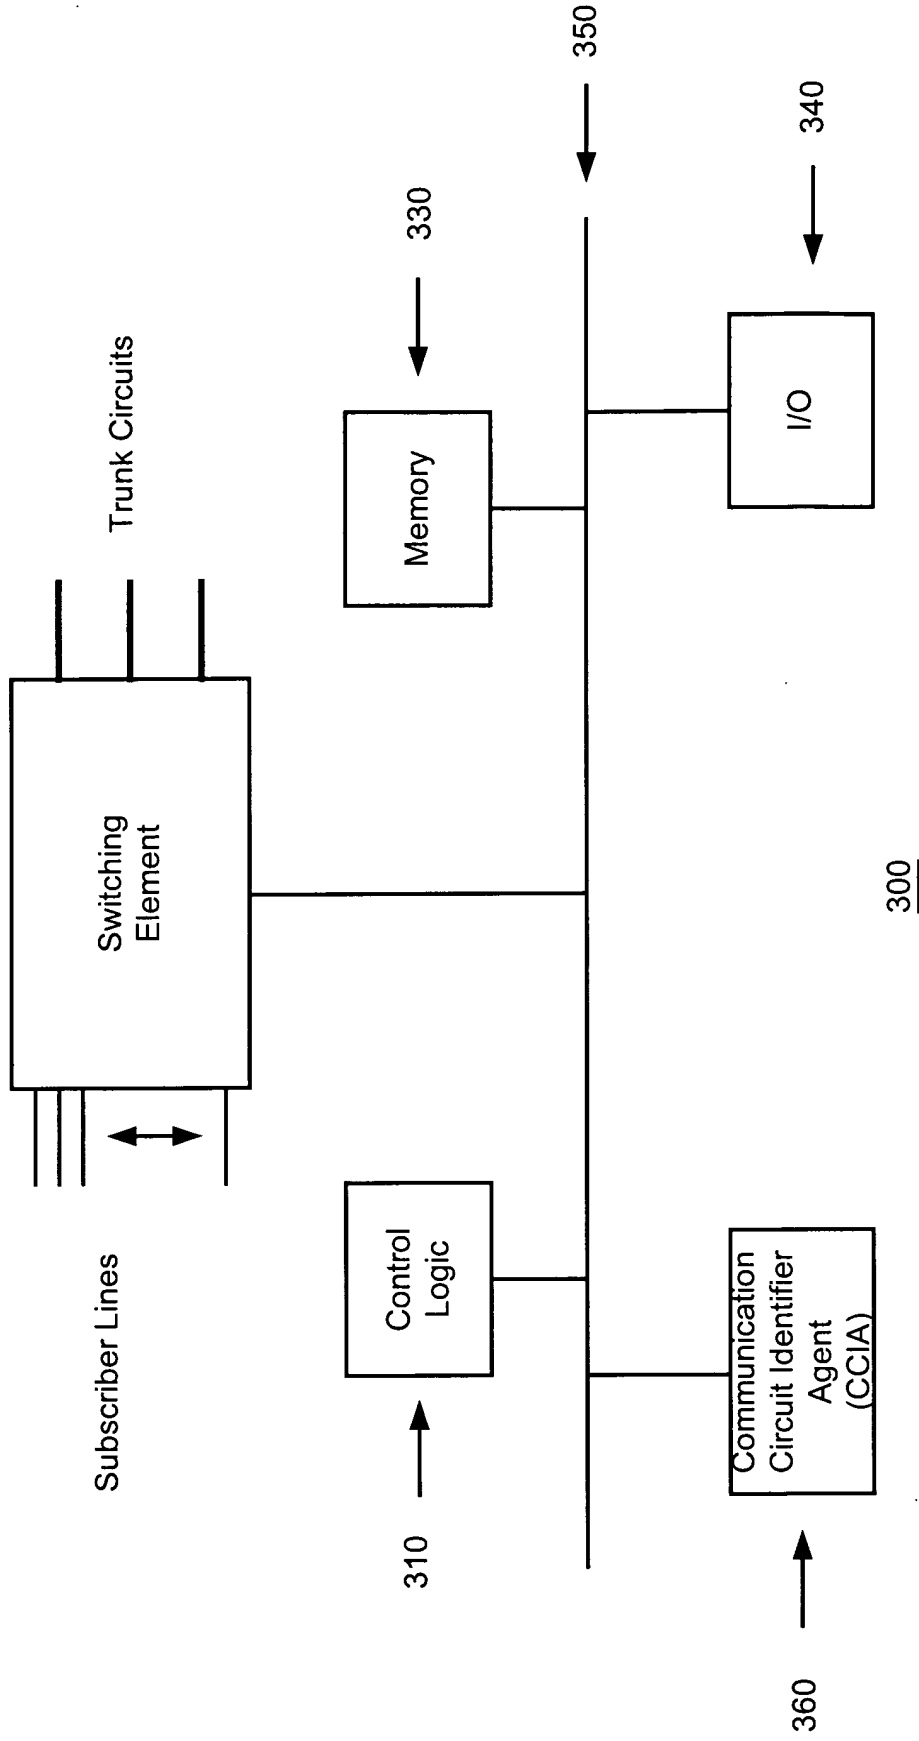 Subscriber Lines
Switching
Element
Trunk Circuits
310
Control
Logic
Memory
330
350
360
Communication
Circuit Identifier
Agent
(CCIA)
I/O
340
300